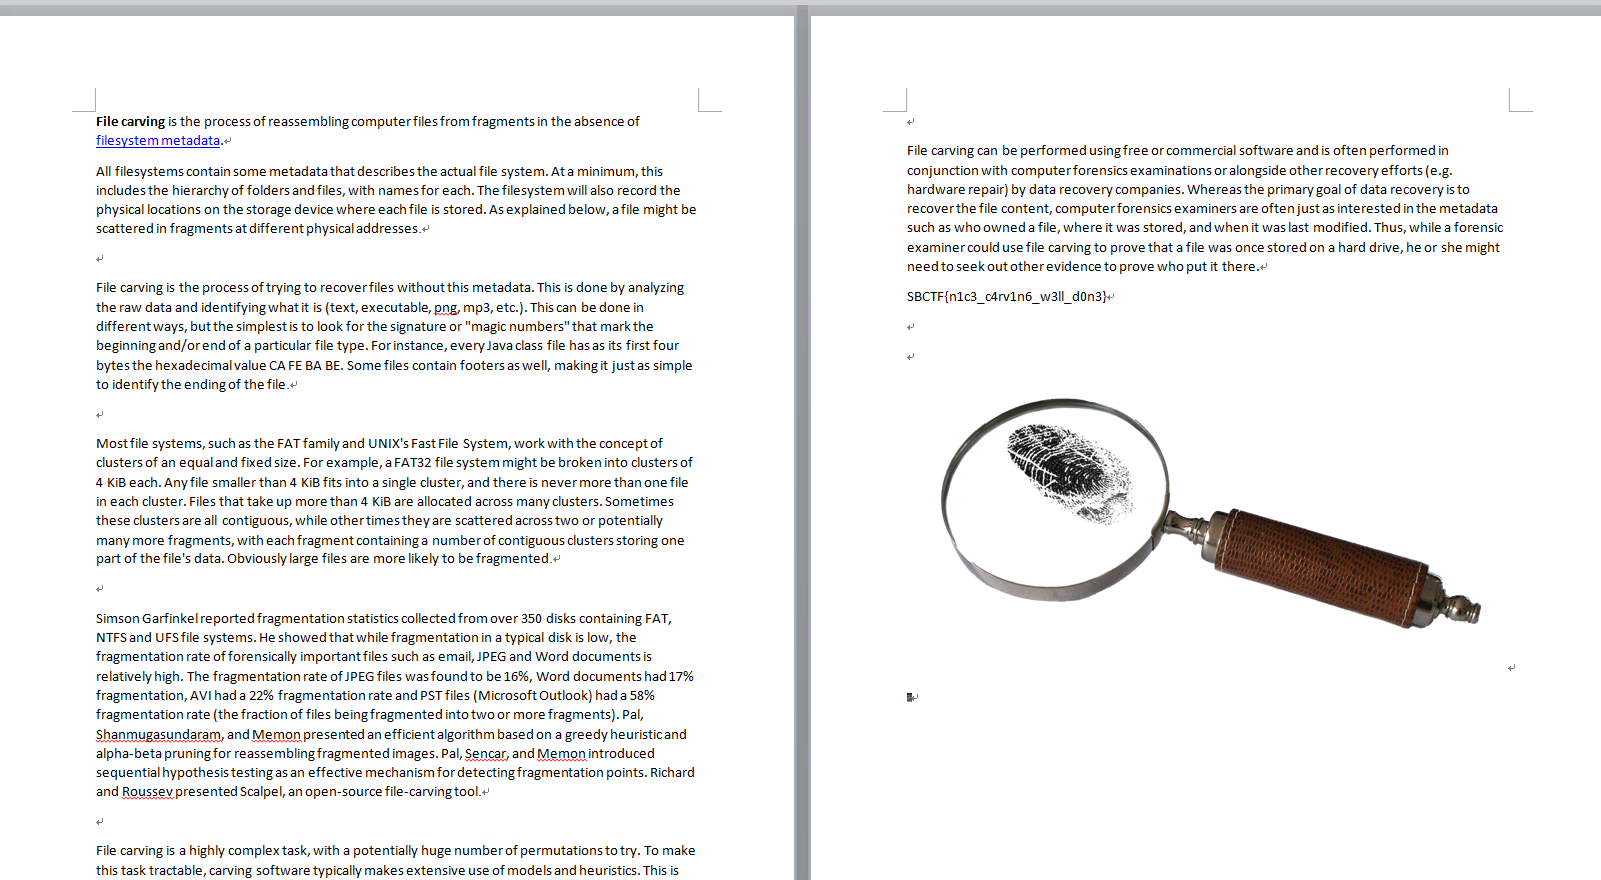 File carving is the process of reassembling computer files from fragments in the absence of
filesystem metadata.
All filesystems contain some metadata that describes the actual file system. At a minimum, this
includes the hierarchy of folders and files, with names for each. The filesystem will also record the
physical locations on the storage device where each file is stored. As explained below, a file might be
scattered in fragments at different physical addresses.
File carving is the process of trying to recover files without this metadata. This is done by analyzing
the raw data and identifying what it is (text, executable, png, mp3, etc.). This can be done in
different ways, but the simplest is to look for the signature or "magic numbers" that mark the
beginning and/or end of a particular file type. For instance, every Java class file has as its first four
bytes the hexadecimal value CA FE BA BE. Some files contain footers as well, making it just as simple
to identify the ending of the file.
Most file systems, such as the FAT family and UNIX's Fast File System, work with the concept of
clusters of an equal and fixed size. For example, a FAT32 file system might be broken into clusters of
4 KiB each. Any file smaller than 4 KiB fits into a single cluster, and there is never more than one file
in each cluster. Files that take up more than 4 KiB are allocated across many clusters. Sometimes
these clusters are all contiguous, while other times they are scattered across two or potentially
many more fragments, with each fragment containing a number of contiguous clusters storing one
part of the file's data. Obviously large files are more likely to be fragmented.
Simson Garfinkel reported fragmentation statistics collected from over 350 disks containing FAT,
NTFS and UFS file systems. He showed that while fragmentation in a typical disk is low, the
fragmentation rate of forensically important files such as email, JPEG and Word documents is
relatively high. The fragmentation rate of JPEG files was found to be 16%, Word documents had 17%
fragmentation, AVI had a 22% fragmentation rate and PST files (Microsoft Outlook) had a 58%
fragmentation rate (the fraction of files being fragmented into two or more fragments). Pal,
Shanmugasundaram, and Memon presented an efficient algorithm based on a greedy heuristic and
alpha-beta pruning for reassembling fragmented images. Pal, Sencar, and Memon introduced
sequential hypothesis testing as an effective mechanism for detecting fragmentation points. Richard
and Roussev presented Scalpel, an open-source file-carving tool.
File carving is a highly complex task, with a potentially huge number of permutations to try. To make
this task tractable, carving software typically makes extensive use of models and heuristics. This is
File carving can be performed using free or commercial software and is often performed in
conjunction with computer forensics examinations or alongside other recovery efforts (e.g.
hardware repair) by data recovery companies. Whereas the primary goal of data recovery is to
recover the file content, computer forensics examiners are often just as interested in the metadata
such as who owned a file, where it was stored, and when it was last modified. Thus, while a forensic
examiner could use file carving to prove that a file was once stored on a hard drive, he or she might
need to seek out other evidence to prove who put it there.
SBCTF{n1c3_c4rv1n6_w3ll_d0n3}